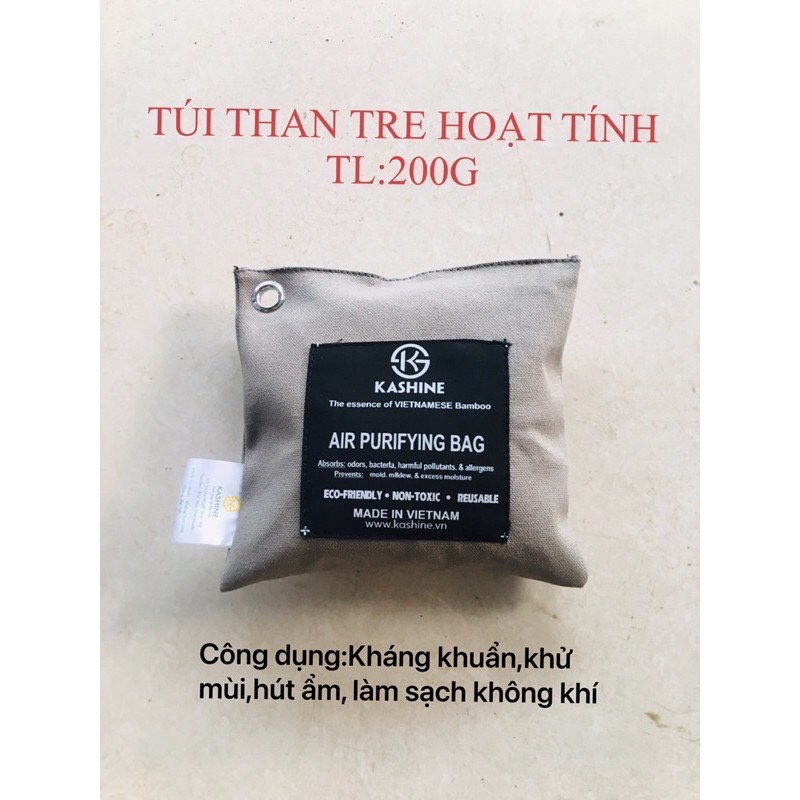 TÚI THAN TRE HOẠT TÍNH
TL:200G
KASHINE
The essence of VIETNAMESE Bamboo
AIR PURIFYING BAG
Absorbs: odors, bacteria, harmful pollutants. & allergens
Prevents: mold. mildew, & excess moisture
ECO-FRIENDLY • NON-TOXIC • REUSABLE
MADE IN VIETNAM
www.kashine.vn
KASHINE
Công dụng:Kháng khuẩn,khử
mùi,hút ẩm, làm sạch không khí